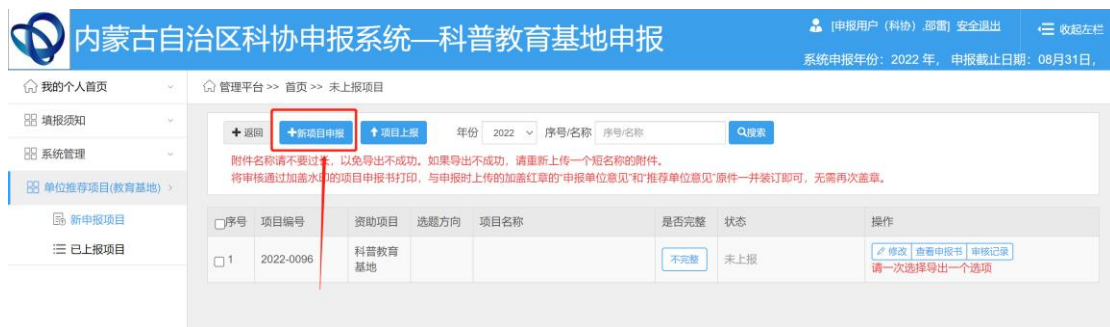 内蒙古自治区科协申报系统—科普教育基地申报
[申报用户（科协）.邵雷] 安全退出 收起左栏
系统申报年份：2022 年， 申报截止日期：08月31日，
我的个人首页
管理平台 >> 首页 >> 未上报项目
填报须知
系统管理
单位推荐项目(教育基地)
新申报项目
已上报项目
返回 新项目申报 项目上报 年份 2022 序号/名称 序号/名称 搜索
附件名称请不要过长，以免导出不成功。如果导出不成功，请重新上传一个短名称的附件。
将审核通过加盖水印的项目申报书打印，与申报时上传的加盖红章的“申报单位意见”和“推荐单位意见”原件一并装订即可，无需再次盖章。
序号 项目编号 资助项目 选题方向 项目名称 是否完整 状态 操作
1 2022-0096 科普教育基地 不完整 未上报 修改 查看申报书 审核记录
请一次选择导出一个选项